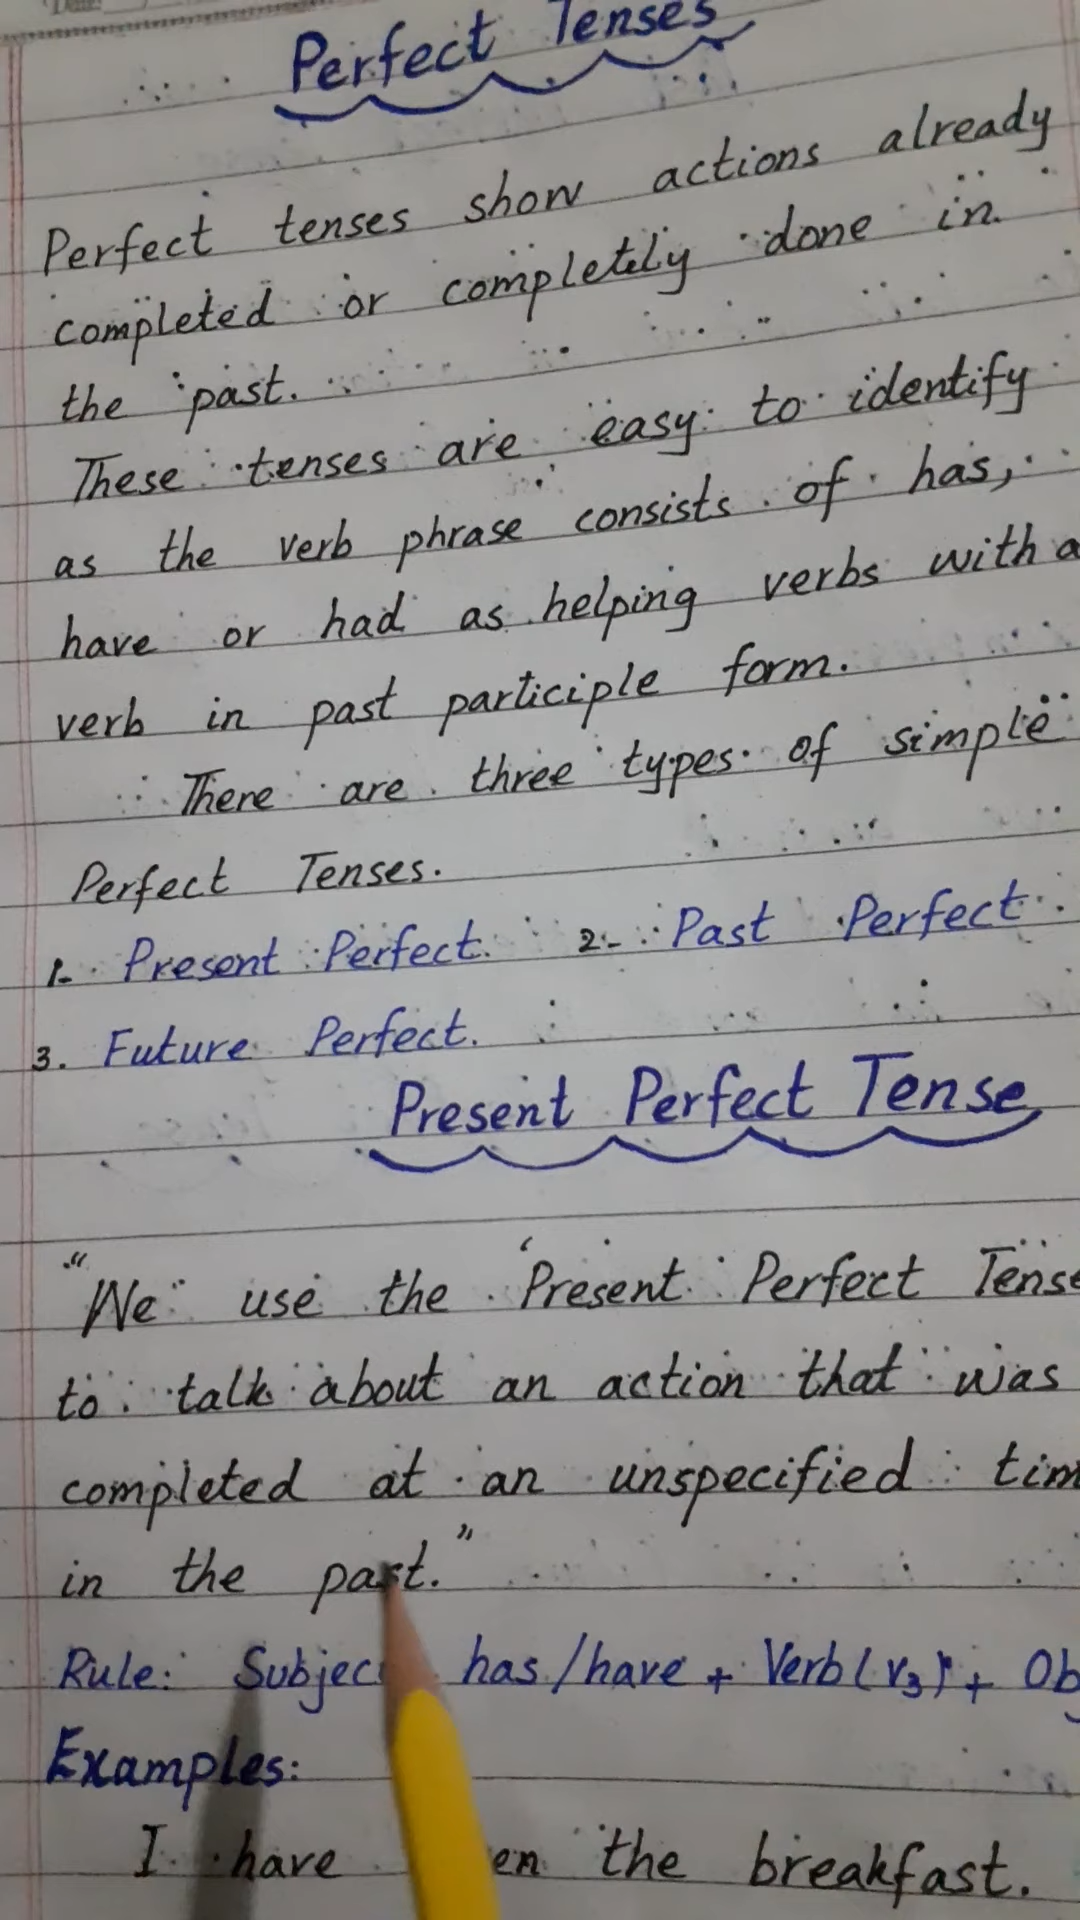 Perfect Tenses
Perfect tenses show actions already
completed or completely done in
the past.
These tenses are easy to identify
as the verb phrase consists of has,
have or had as helping verbs with a
verb in past participle form.
There are three types of simple
Perfect Tenses.
1. Present Perfect. 2. Past Perfect.
3. Future Perfect.
Present Perfect Tense
"We use the Present Perfect Tense
to talk about an action that was
completed at an unspecified tim
in the past."
Rule: Subjec has/have + Verb(V3) + Obj
Examples:
I have en the breakfast.